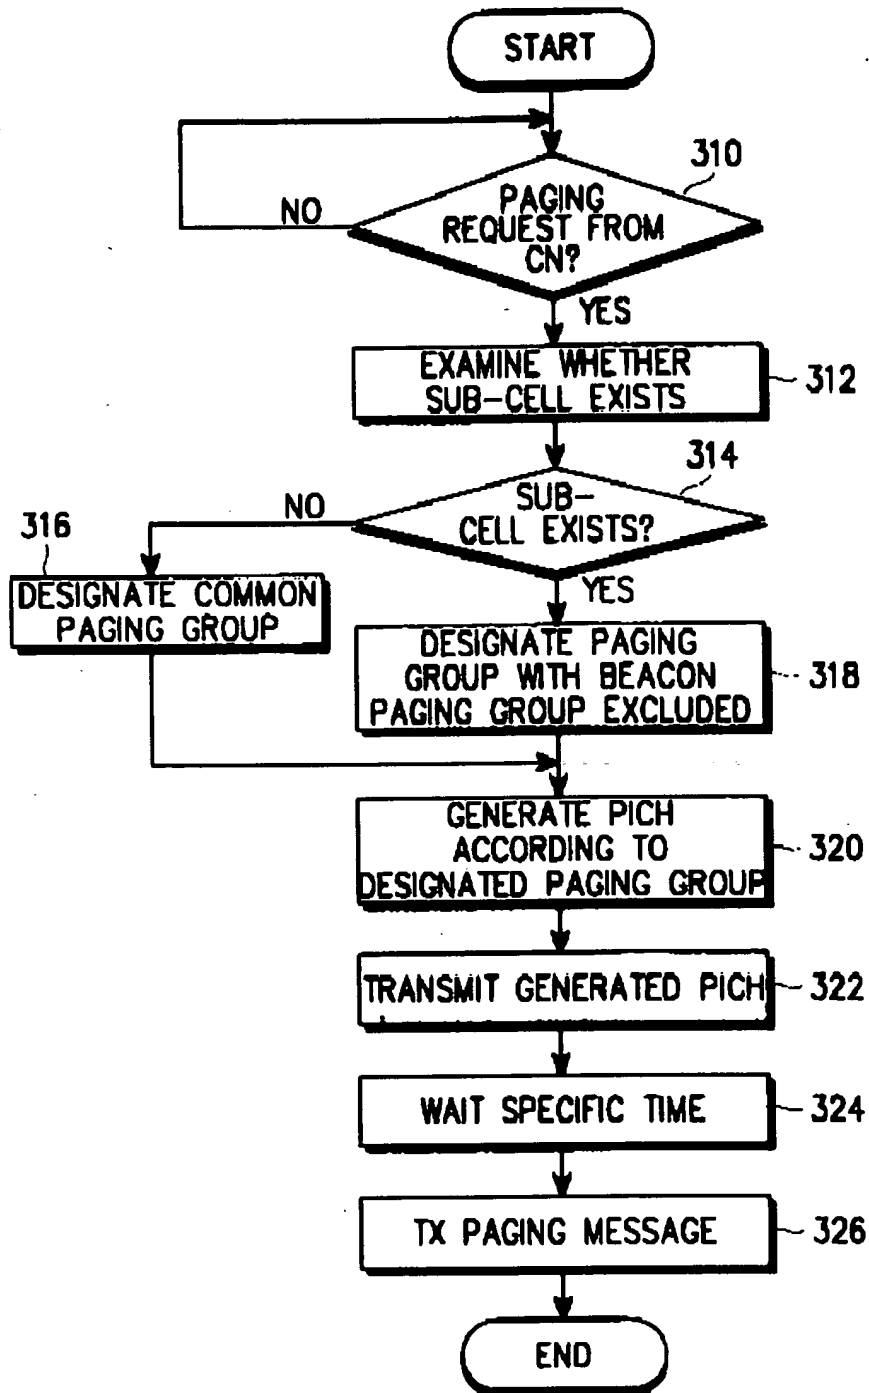 START
310
PAGING
REQUEST FROM
CN?
NO
YES
EXAMINE WHETHER
SUB-CELL EXISTS
312
314
SUB-
CELL EXISTS?
NO
YES
316
DESIGNATE COMMON
PAGING GROUP
DESIGNATE PAGING
GROUP WITH BEACON
PAGING GROUP EXCLUDED
318
GENERATE PICH
ACCORDING TO
DESIGNATED PAGING GROUP
320
TRANSMIT GENERATED PICH
322
WAIT SPECIFIC TIME
324
TX PAGING MESSAGE
326
END